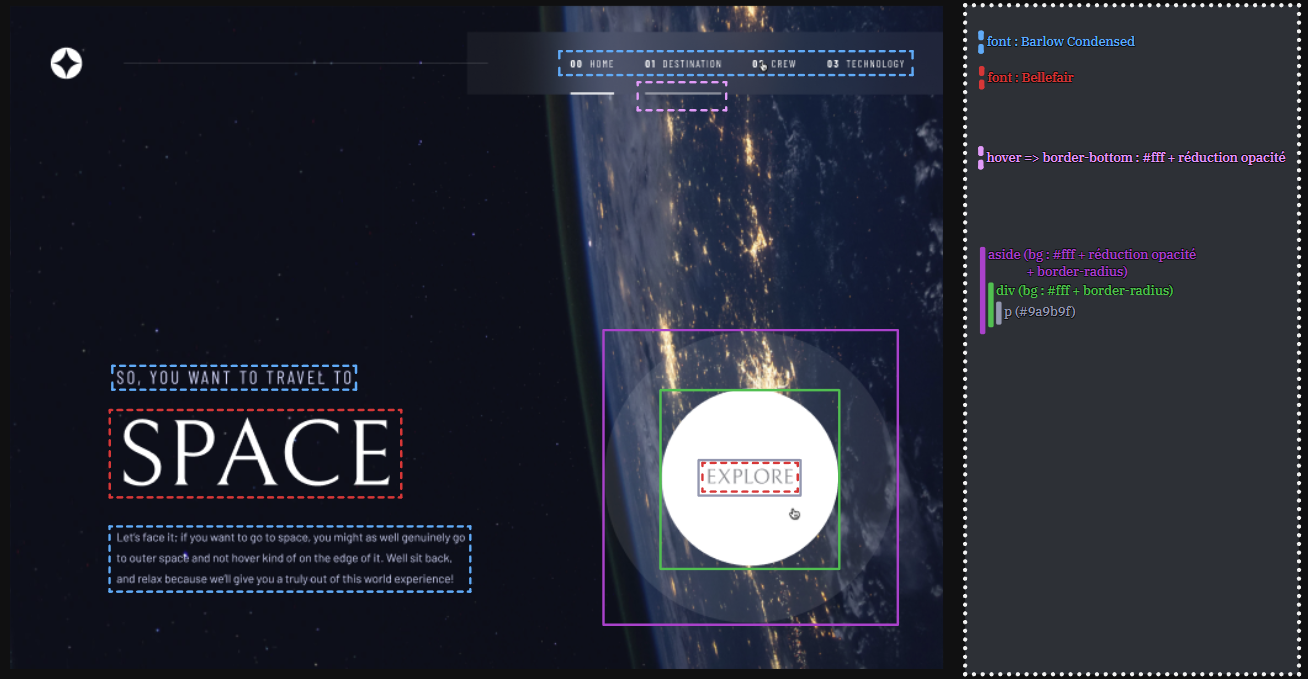 00 HOME 01 DESTINATION 02 CREW 03 TECHNOLOGY
SO, YOU WANT TO TRAVEL TO
SPACE
Let's face it; if you want to go to space, you might as well genuinely go
to outer space and not hover kind of on the edge of it. Well sit back,
and relax because we'll give you a truly out of this world experience!
EXPLORE
font : Barlow Condensed
font : Bellefair
hover => border-bottom : #fff + réduction opacité
aside (bg : #fff + réduction opacité
+ border-radius)
div (bg : #fff + border-radius)
p (#9a9b9f)